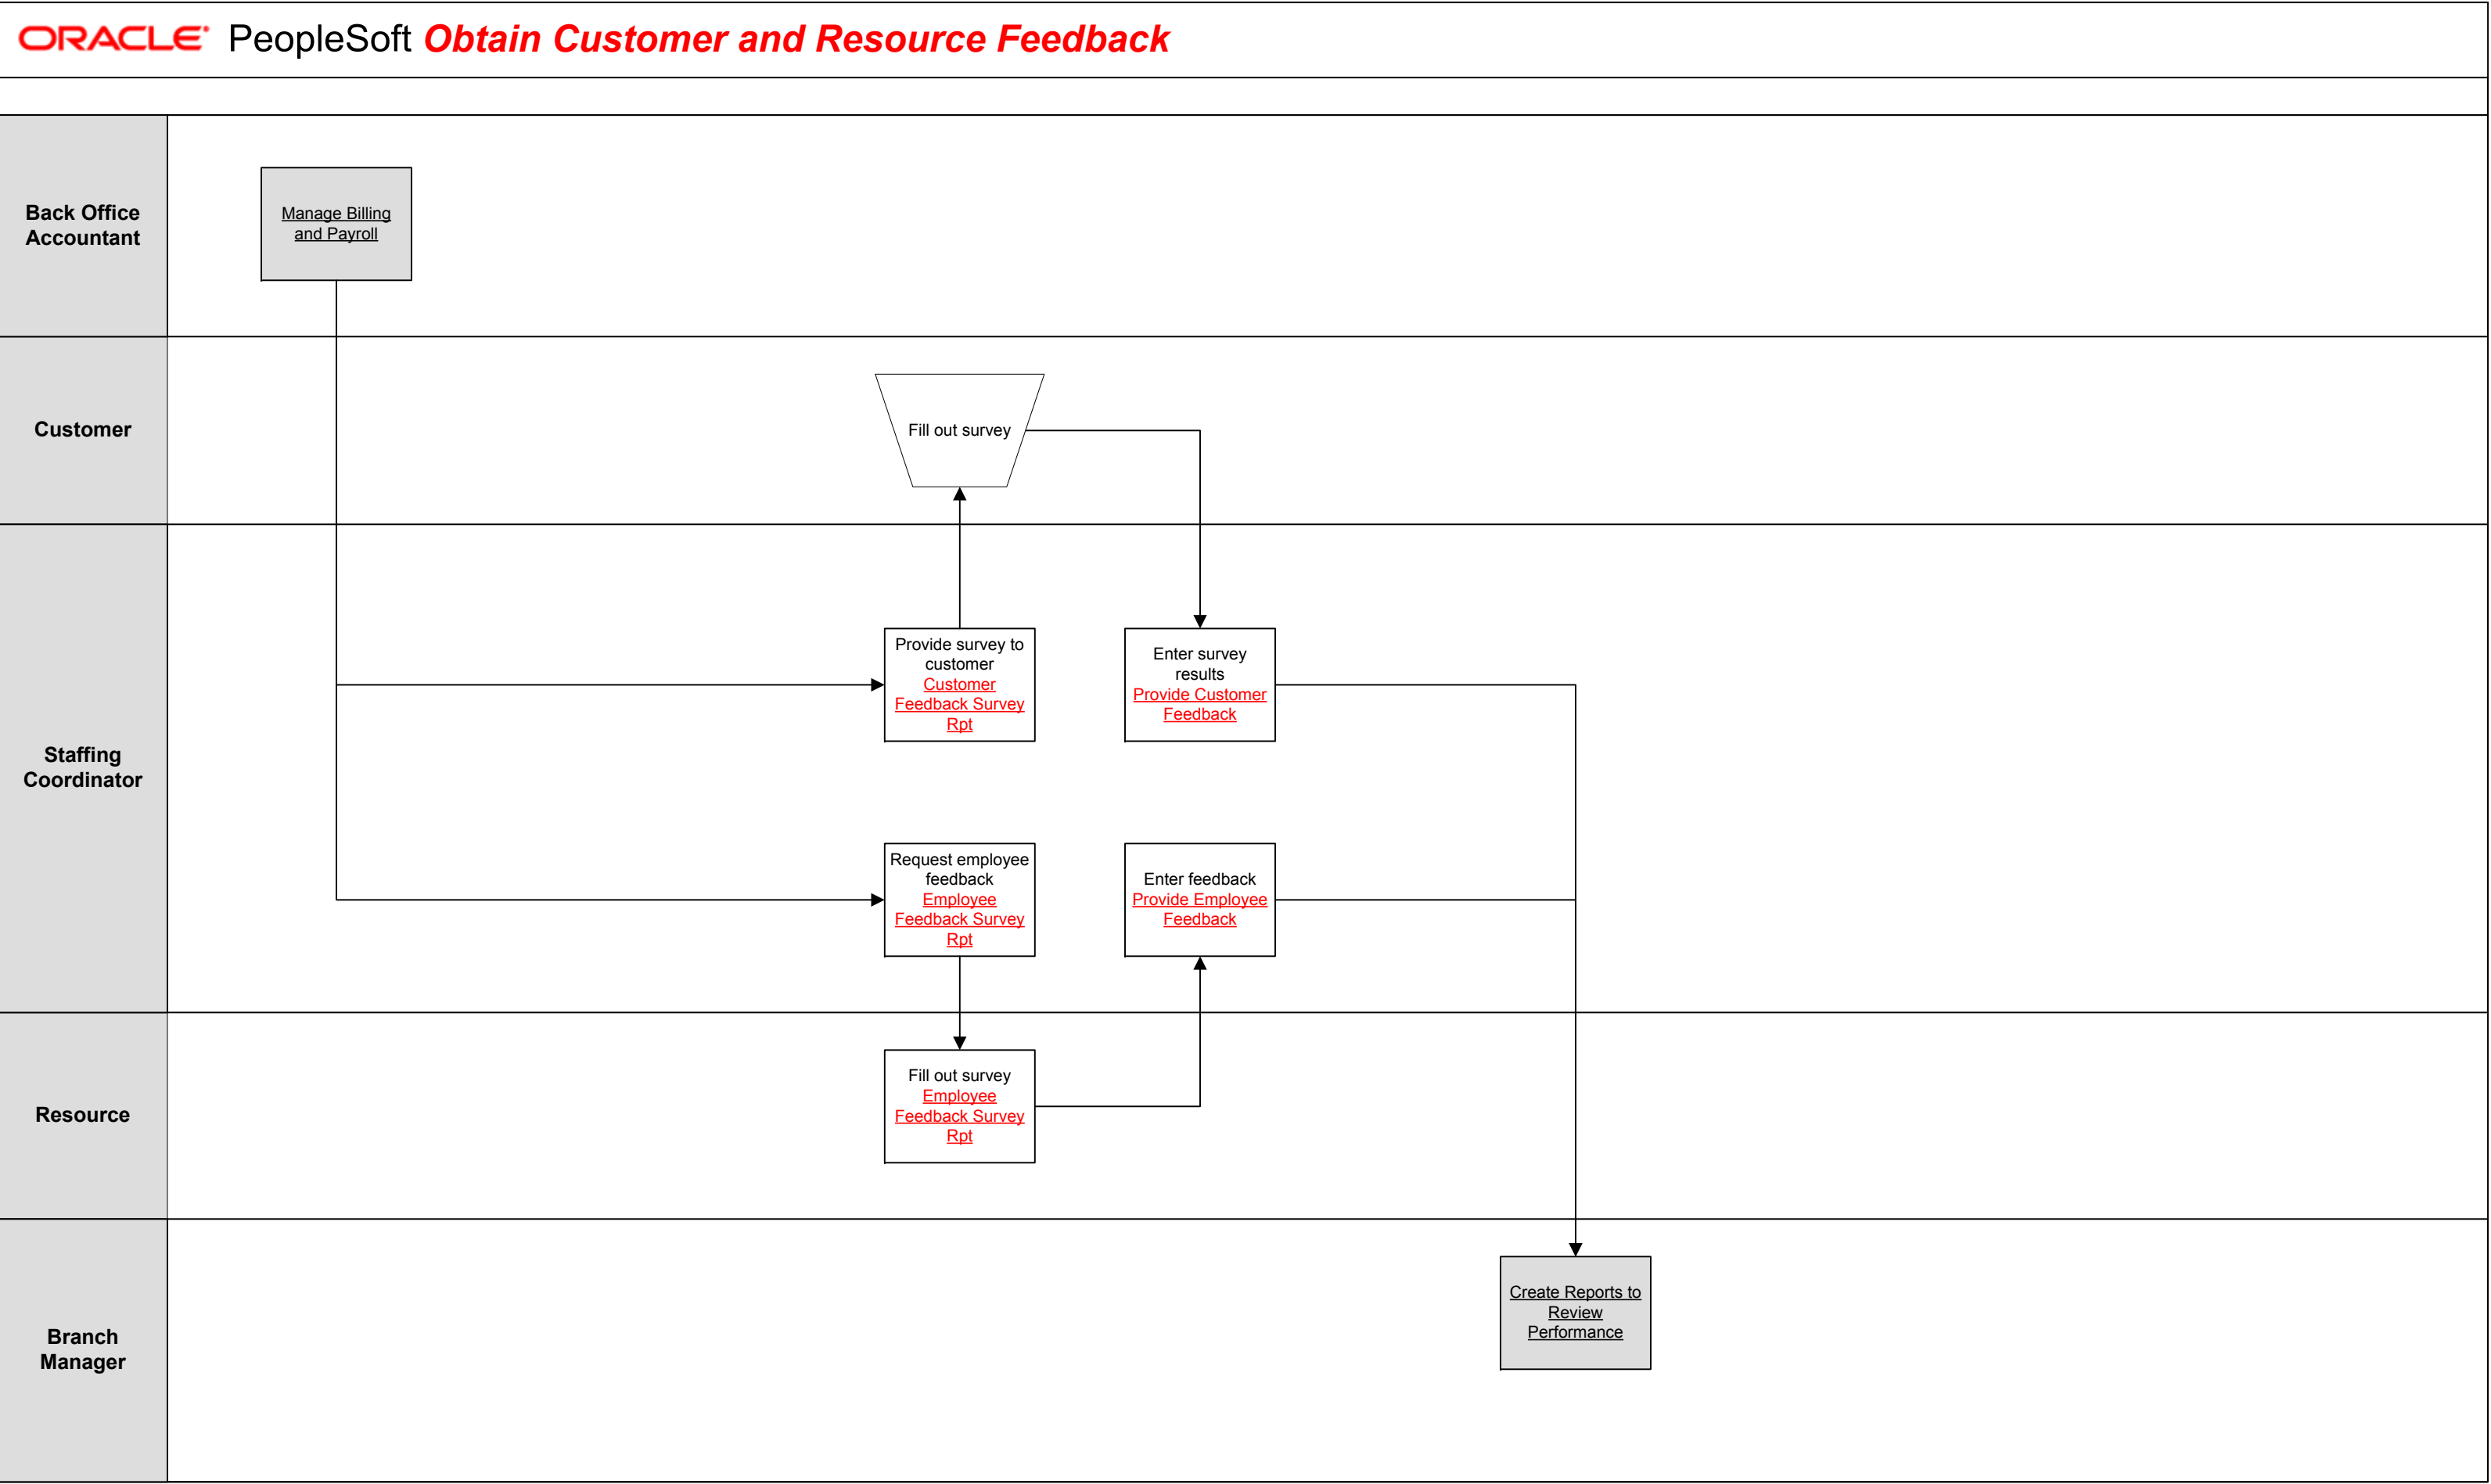 ORACLE® PeopleSoft Obtain Customer and Resource Feedback
Back Office
Accountant
Manage Billing
and Payroll
Customer
Fill out survey
Staffing
Coordinator
Provide survey to
customer
Customer
Feedback Survey
Rpt
Enter survey
results
Provide Customer
Feedback
Request employee
feedback
Employee
Feedback Survey
Rpt
Enter feedback
Provide Employee
Feedback
Resource
Fill out survey
Employee
Feedback Survey
Rpt
Branch
Manager
Create Reports to
Review
Performance